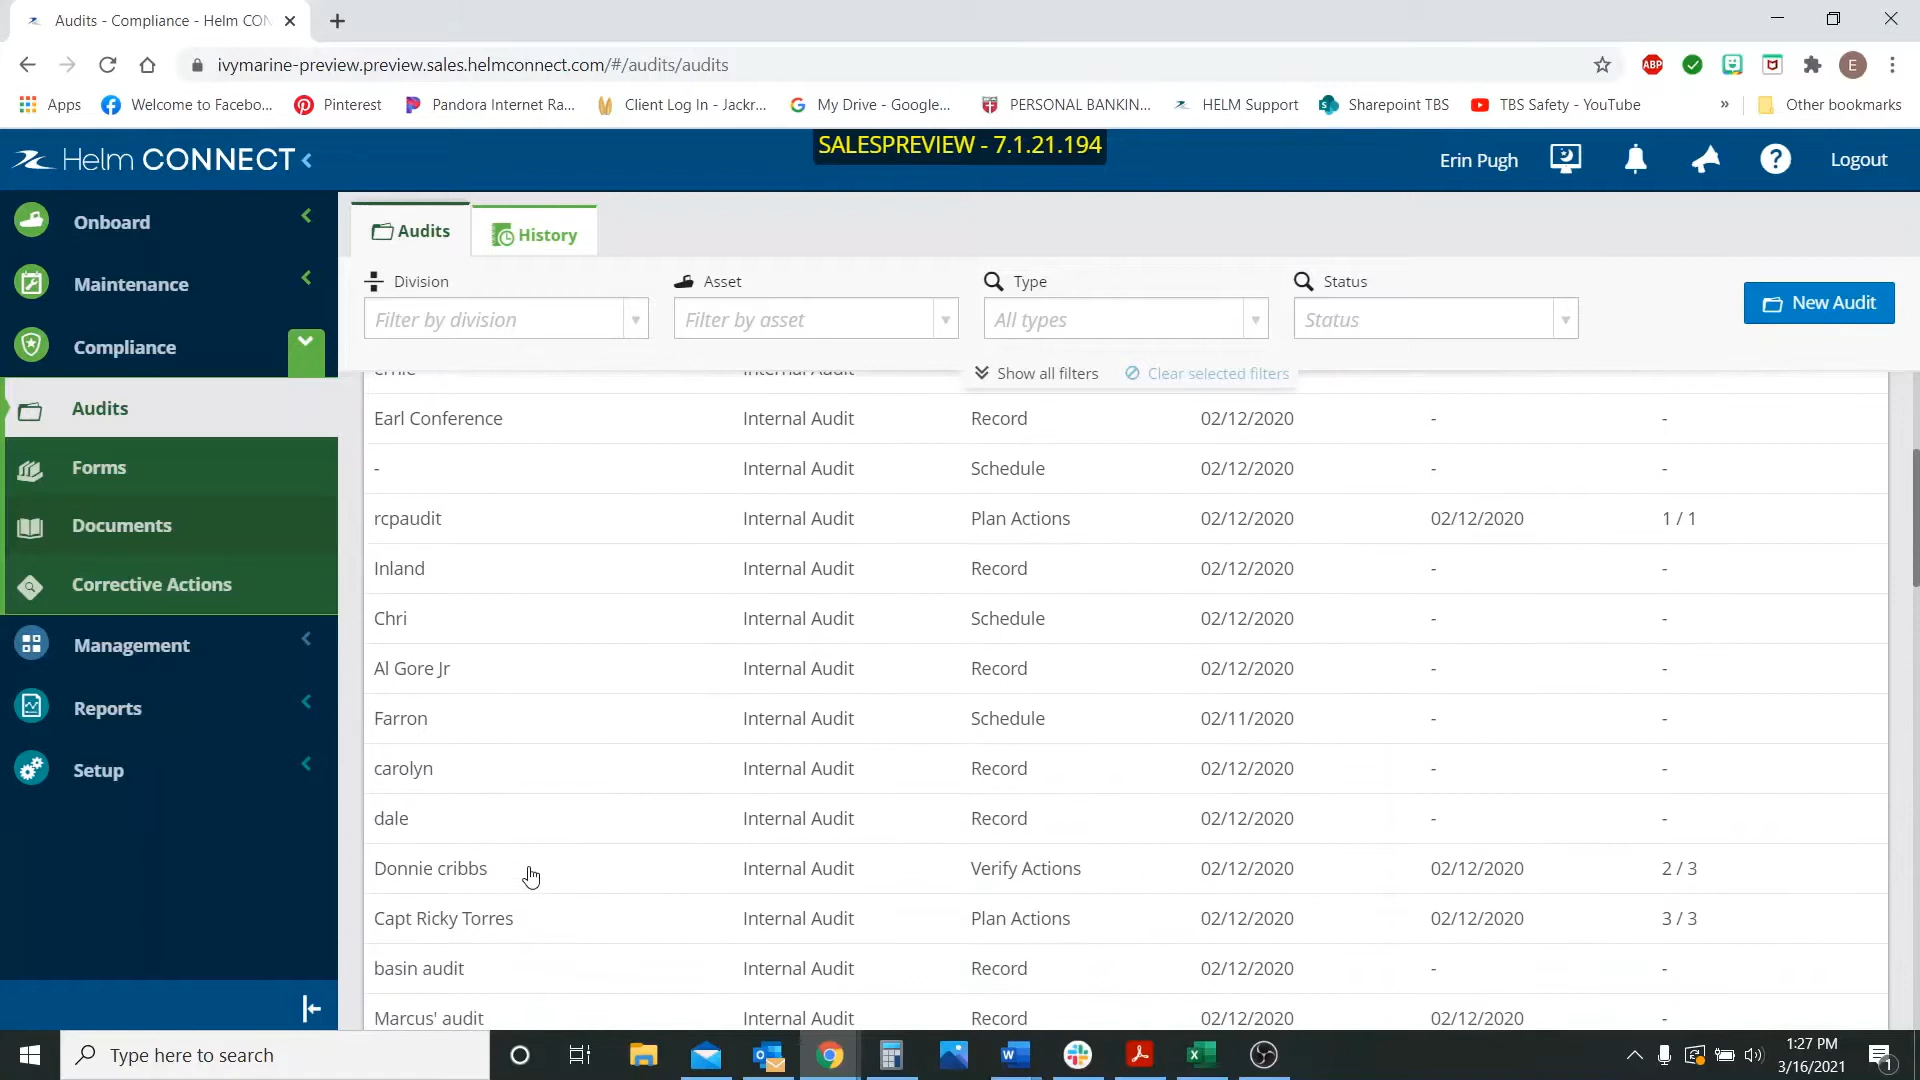 Audits - Compliance - Helm CON
ivymarine-preview.preview.sales.helmconnect.com/#/audits/audits
ABP
E
Apps
Welcome to Facebo...
Pinterest
Pandora Internet Ra...
Client Log In - Jackr...
My Drive - Google...
PERSONAL BANKIN...
HELM Support
Sharepoint TBS
TBS Safety - YouTube
»
Other bookmarks
Helm CONNECT
SALESPREVIEW - 7.1.21.194
Erin Pugh
Logout
Onboard
Maintenance
Compliance
Audits
Forms
Documents
Corrective Actions
Management
Reports
Setup
Audits
History
Division
Asset
Type
Status
Filter by division
Filter by asset
All types
Status
New Audit
Show all filters
Clear selected filters
ernie Internal Audit
Earl Conference Internal Audit Record 02/12/2020 - -
- Internal Audit Schedule 02/12/2020 - -
rcpaudit Internal Audit Plan Actions 02/12/2020 02/12/2020 1 / 1
Inland Internal Audit Record 02/12/2020 - -
Chri Internal Audit Schedule 02/12/2020 - -
Al Gore Jr Internal Audit Record 02/12/2020 - -
Farron Internal Audit Schedule 02/11/2020 - -
carolyn Internal Audit Record 02/12/2020 - -
dale Internal Audit Record 02/12/2020 - -
Donnie cribbs Internal Audit Verify Actions 02/12/2020 02/12/2020 2 / 3
Capt Ricky Torres Internal Audit Plan Actions 02/12/2020 02/12/2020 3 / 3
basin audit Internal Audit Record 02/12/2020 - -
Marcus' audit Internal Audit Record 02/12/2020 02/12/2020 -
Type here to search
1:27 PM
3/16/2021
1